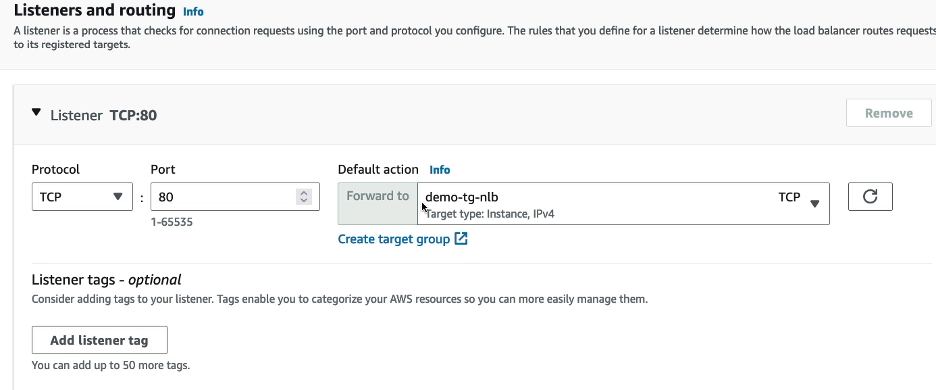 Listeners and routing Info
A listener is a process that checks for connection requests using the port and protocol you configure. The rules that you define for a listener determine how the load balancer routes requests
to its registered targets.
Listener TCP:80
Remove
Protocol
Port
Default action Info
TCP
:
80
Forward to
demo-tg-nlb
TCP
Target type: Instance, IPv4
1-65535
Create target group
Listener tags - optional
Consider adding tags to your listener. Tags enable you to categorize your AWS resources so you can more easily manage them.
Add listener tag
You can add up to 50 more tags.